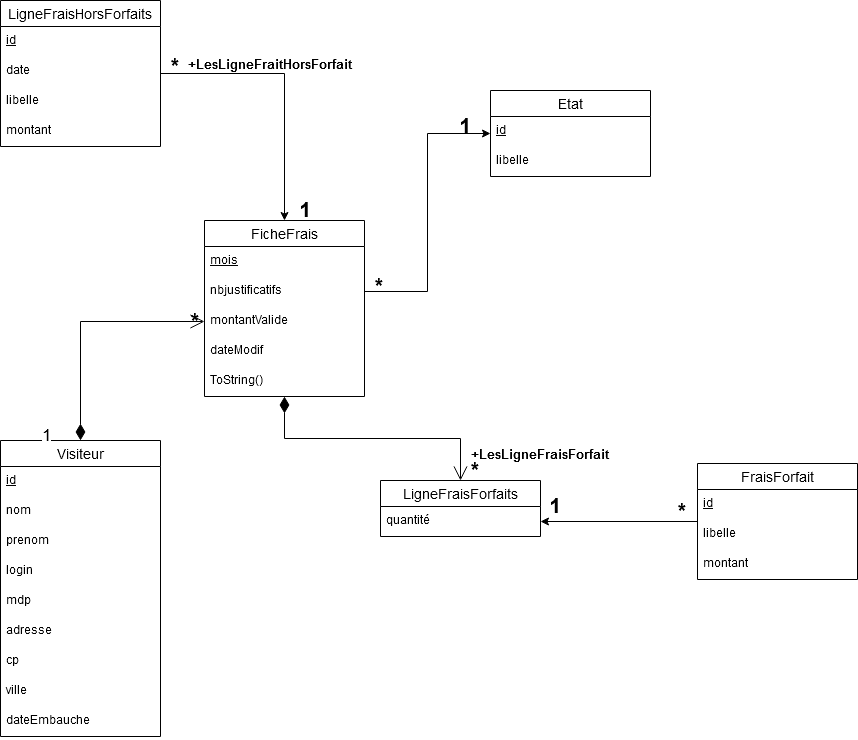 LigneFraisHorsForfaits
id
date
libelle
montant
* +LesLigneFraitHorsForfait
1
Etat
id
libelle
1
*
FicheFrais
mois
nbjustificatifs
montantValide
dateModif
ToString()
*
1
Visiteur
id
nom
prenom
login
mdp
adresse
cp
ville
dateEmbauche
+LesLigneFraisForfait
*
LigneFraisForfaits
quantité
1
*
FraisForfait
id
libelle
montant